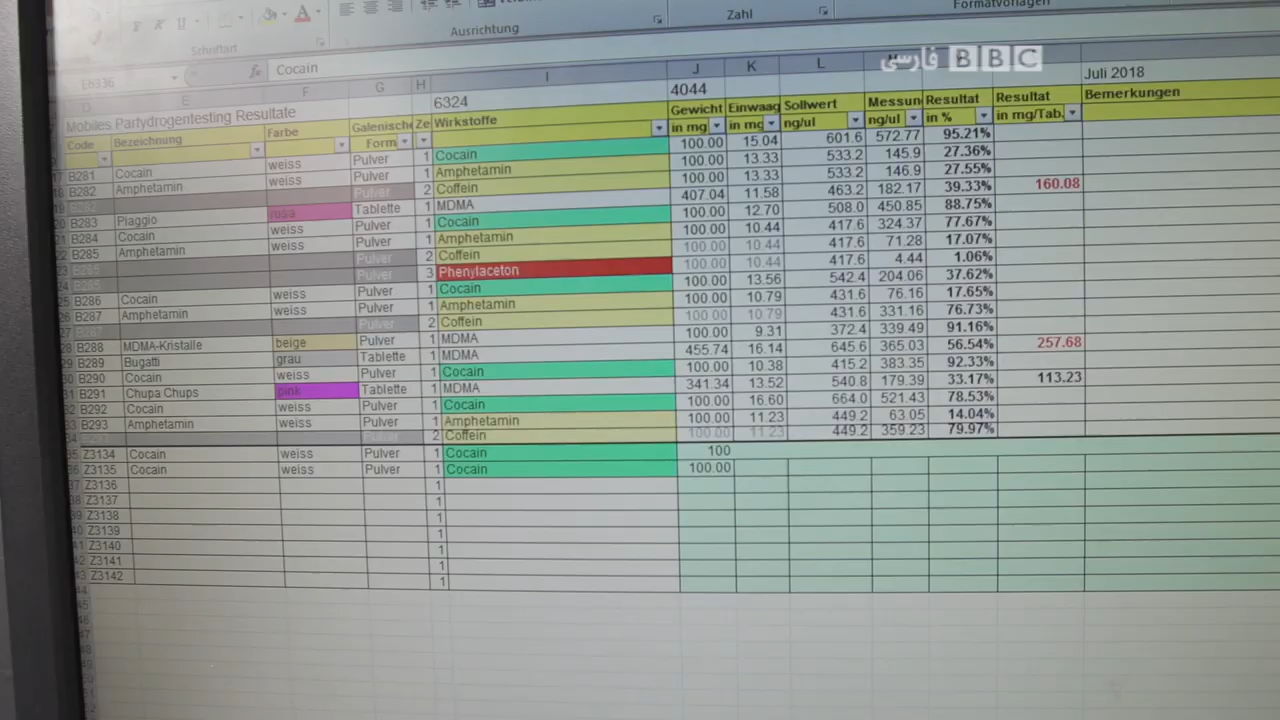 Schriftart
Ausrichtung
Zahl
Formatvorlagen
BBC فارسی
E6336
fx Cocain
E F G H I J K L
6324 4044 Juli 2018
Mobiles Partydrogentesting Resultate
Code Bezeichnung Farbe Galenische Form Ze Wirkstoffe Gewicht in mg Einwaag in mg Sollwert ng/ul Messun ng/ul Resultat in % Resultat in mg/Tab. Bemerkungen
B281 Cocain weiss Pulver 1 Cocain 100.00 15.04 601.6 572.77 95.21%
B282 Amphetamin weiss Pulver 1 Amphetamin 100.00 13.33 533.2 145.9 27.36%
B282 Pulver 2 Coffein 100.00 13.33 533.2 146.9 27.55%
B283 Piaggio rosa Tablette 1 MDMA 407.04 11.58 463.2 182.17 39.33% 160.08
B284 Cocain weiss Pulver 1 Cocain 100.00 12.70 508.0 450.85 88.75%
B285 Amphetamin weiss Pulver 1 Amphetamin 100.00 10.44 417.6 324.37 77.67%
B285 Pulver 2 Coffein 100.00 10.44 417.6 71.28 17.07%
B285 Pulver 3 Phenylaceton 100.00 10.44 417.6 4.44 1.06%
B286 Cocain weiss Pulver 1 Cocain 100.00 13.56 542.4 204.06 37.62%
B287 Amphetamin weiss Pulver 1 Amphetamin 100.00 10.79 431.6 76.16 17.65%
B287 Pulver 2 Coffein 100.00 10.79 431.6 331.16 76.73%
B288 MDMA-Kristalle beige Pulver 1 MDMA 100.00 9.31 372.4 339.49 91.16%
B289 Bugatti grau Tablette 1 MDMA 455.74 16.14 645.6 365.03 56.54% 257.68
B290 Cocain weiss Pulver 1 Cocain 100.00 10.38 415.2 383.35 92.33%
B291 Chupa Chups pink Tablette 1 MDMA 341.34 13.52 540.8 179.39 33.17% 113.23
B292 Cocain weiss Pulver 1 Cocain 100.00 16.60 664.0 521.43 78.53%
B293 Amphetamin weiss Pulver 1 Amphetamin 100.00 11.23 449.2 63.05 14.04%
B293 Pulver 2 Coffein 100.00 11.23 449.2 359.23 79.97%
Z3134 Cocain weiss Pulver 1 Cocain 100
Z3135 Cocain weiss Pulver 1 Cocain 100.00
Z3136 1
Z3137 1
Z3138 1
Z3139 1
Z3140 1
Z3141 1
Z3142 1